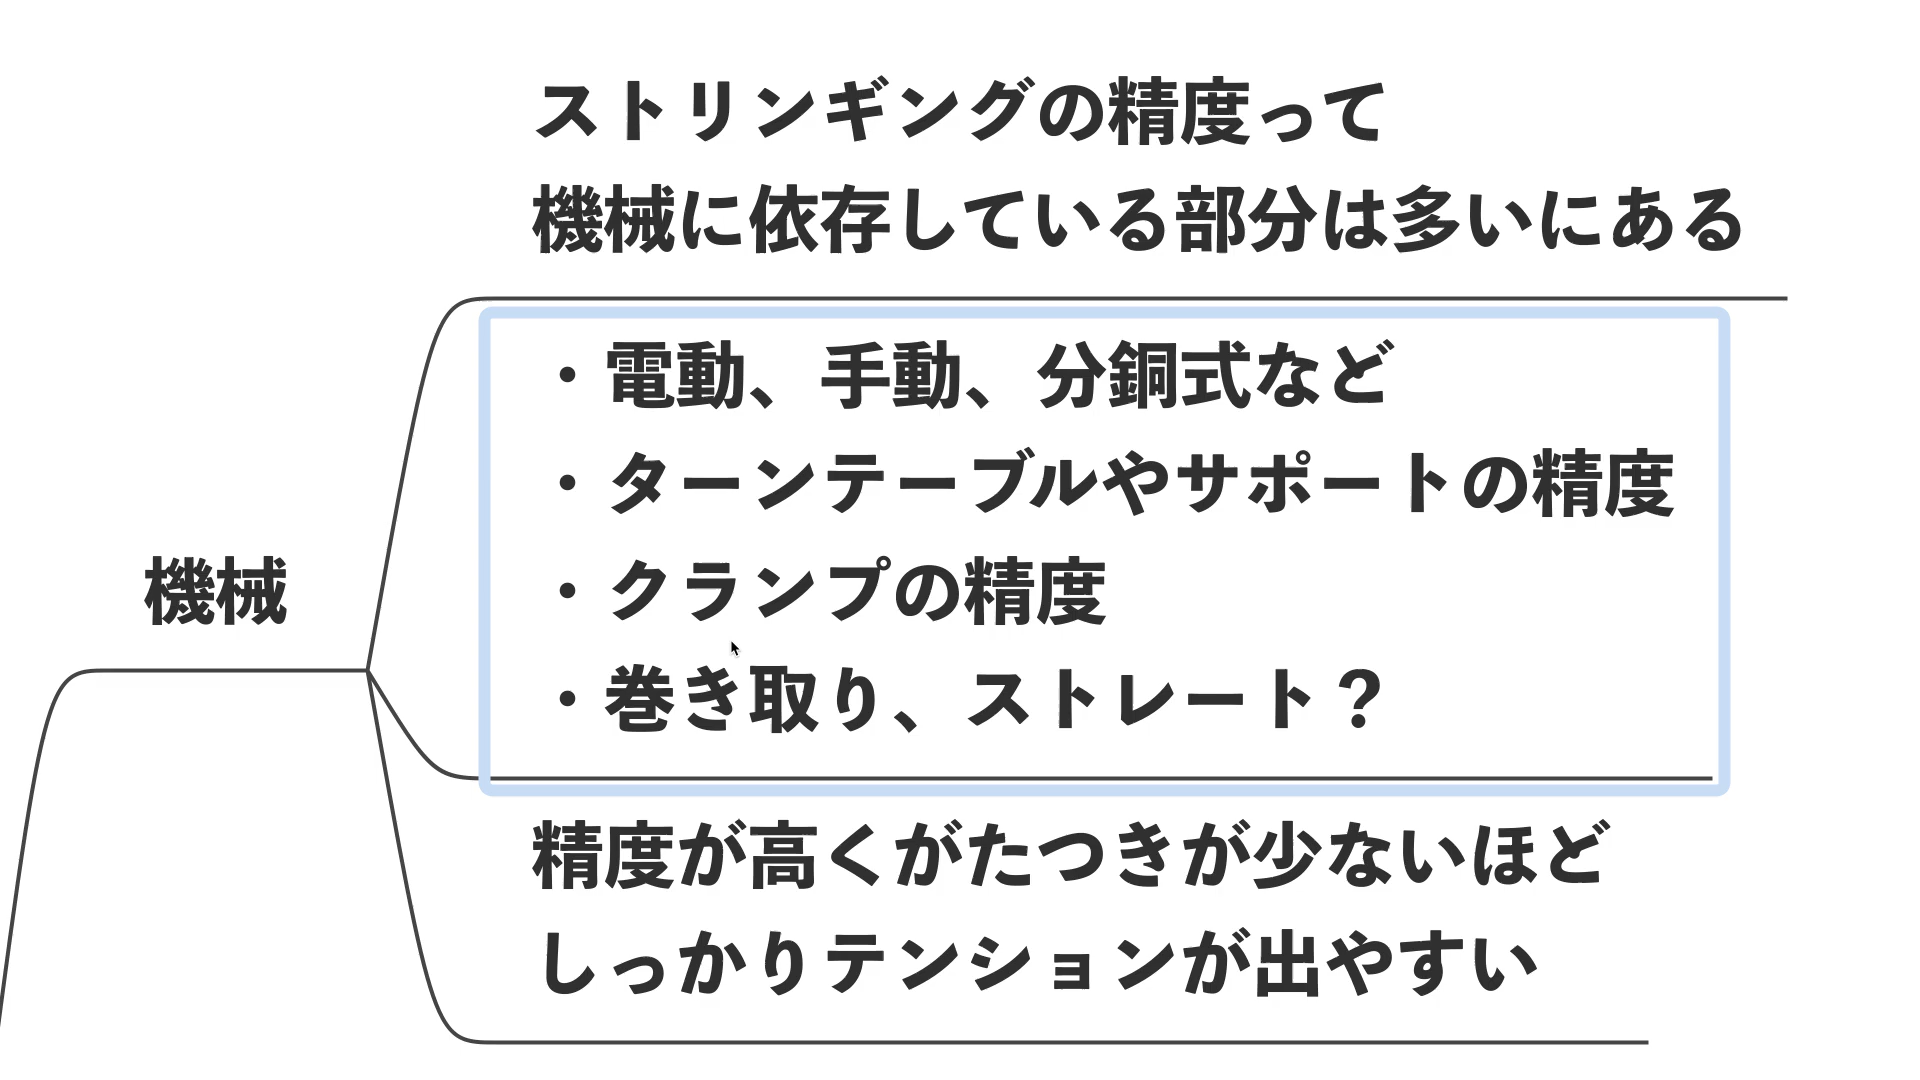 ストリンギングの精度って
機械に依存している部分は多いにある
・電動、手動、分銅式など
・ターンテーブルやサポートの精度
機械
・クランプの精度
・巻き取り、ストレート？
精度が高くがたつきが少ないほど
しっかりテンションが出やすい